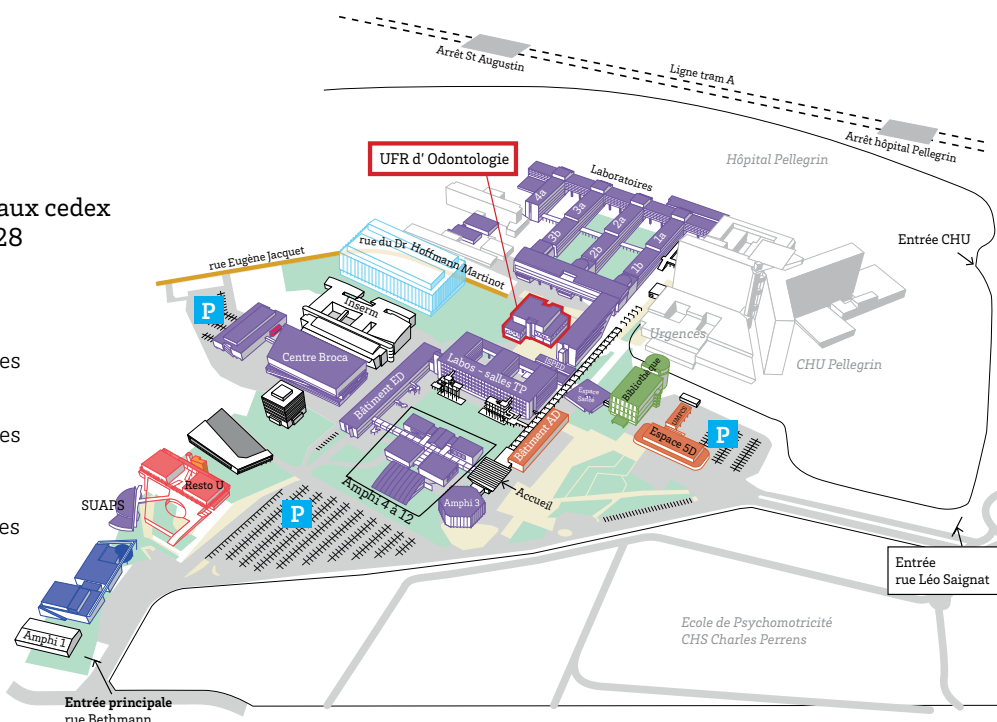 Arrêt St Augustin
Ligne tram A
Arrêt hôpital Pellegrin
Hôpital Pellegrin
UFR d' Odontologie
Laboratoires
4a
3a
2a
1a
3b
2b
1b
aux cedex
28
Entrée CHU
rue Eugène Jacquet
rue du Dr Hoffmann Martinot
P
Inserm
Urgences
CHU Pellegrin
es
Centre Broca
Labos - salles TP
ISPED
Espace
Santé
Bibliothèque
Bâtiment ED
Bâtiment AD
Espace 5D
P
es
Resto U
Amphi 4 à 12
Amphi 3
Accueil
SUAPS
P
es
Entrée
rue Léo Saignat
Ecole de Psychomotricité
CHS Charles Perrens
Amphi 1
Entrée principale
rue Bethmann